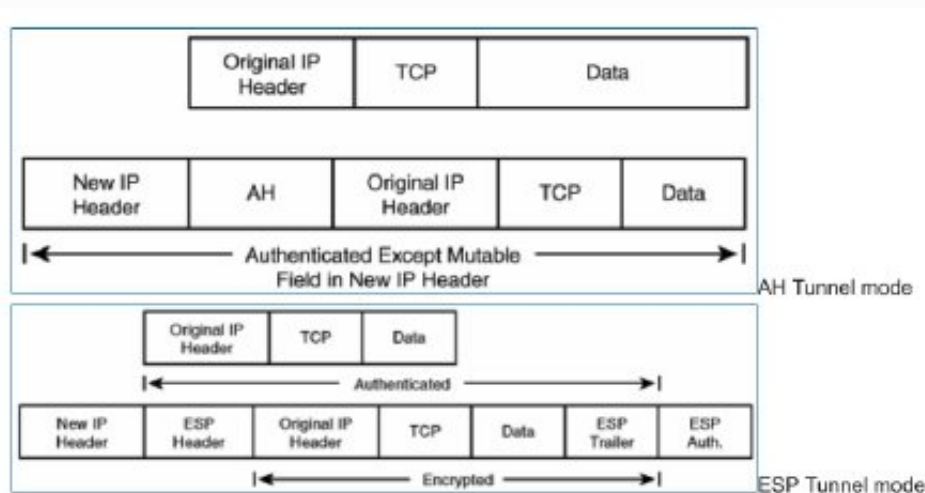 Original IP Header TCP Data
New IP Header AH Original IP Header TCP Data
Authenticated Except Mutable
Field in New IP Header
AH Tunnel mode
Original IP Header TCP Data
Authenticated
New IP Header ESP Header Original IP Header TCP Data ESP Trailer ESP Auth.
Encrypted
ESP Tunnel mode